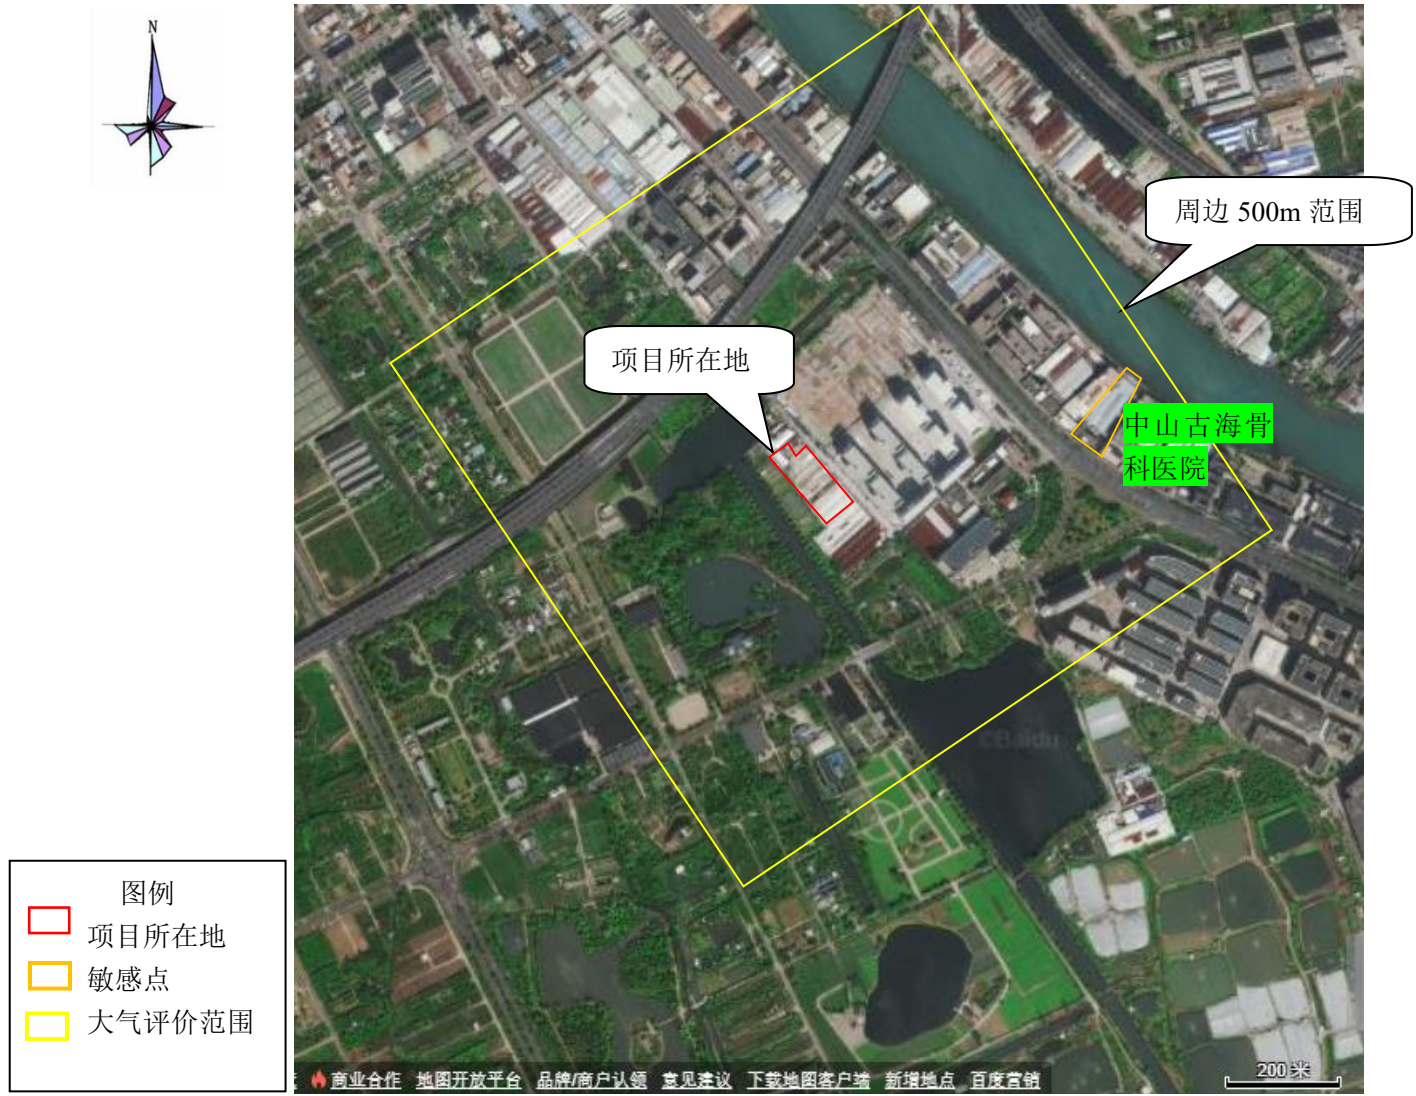 N
周边 500m 范围
项目所在地
中山古海骨
科医院
©Baidu
图例
项目所在地
敏感点
大气评价范围
商业合作 地图开放平台 品牌/商户认领 意见建议 下载地图客户端 新增地点 百度营销
200 米